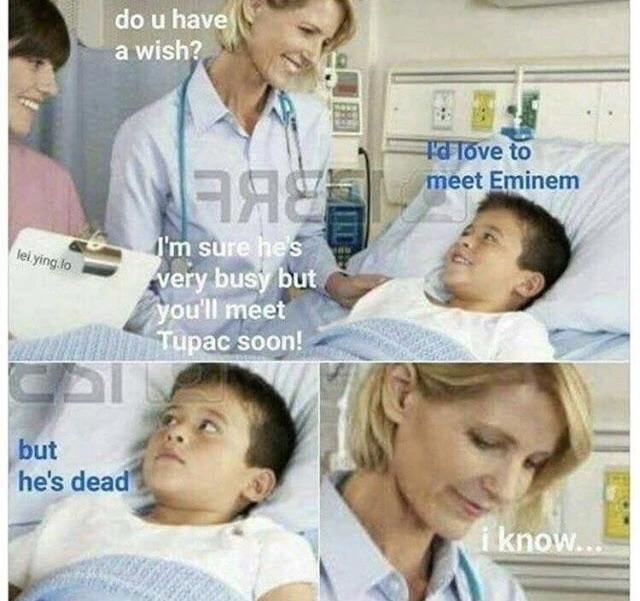 do u have
a wish?
I'd love to
meet Eminem
lei.ying.lo
I'm sure he's
very busy but
you'll meet
Tupac soon!
but
he's dead
i know...